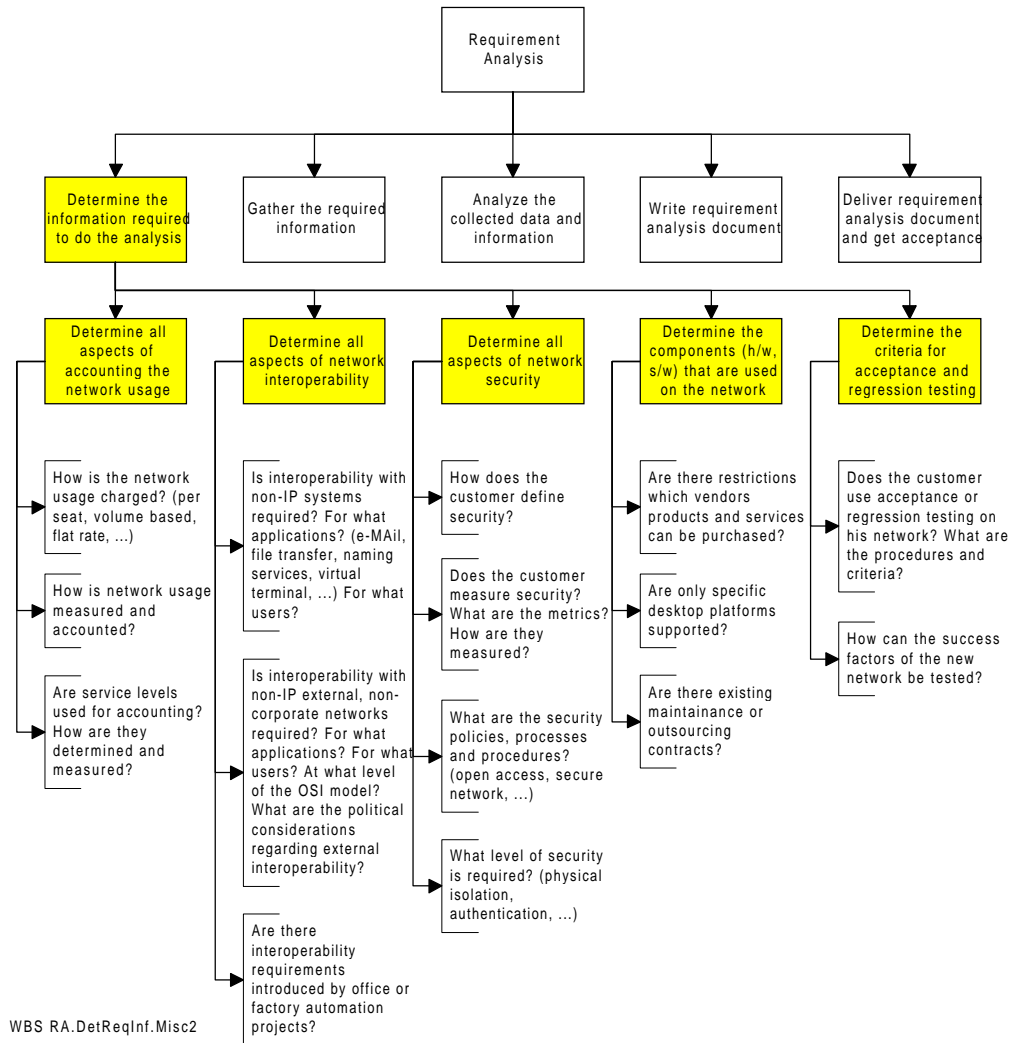 Requirement
Analysis
Determine the
information required
to do the analysis
Gather the required
information
Analyze the
collected data and
information
Write requirement
analysis document
Deliver requirement
analysis document
and get acceptance
Determine all
aspects of
accounting the
network usage
Determine all
aspects of network
interoperability
Determine all
aspects of network
security
Determine the
components (h/w,
s/w) that are used
on the network
Determine the
criteria for
acceptance and
regression testing
How is the network
usage charged? (per
seat, volume based,
flat rate, ...)
How is network usage
measured and
accounted?
Are service levels
used for accounting?
How are they
determined and
measured?
Is interoperability with
non-IP systems
required? For what
applications? (e-MAil,
file transfer, naming
services, virtual
terminal, ...) For what
users?
Is interoperability with
non-IP external, non-
corporate networks
required? For what
applications? For what
users? At what level
of the OSI model?
What are the political
considerations
regarding external
interoperability?
Are there
interoperability
requirements
introduced by office or
factory automation
projects?
How does the
customer define
security?
Does the customer
measure security?
What are the metrics?
How are they
measured?
What are the security
policies, processes
and procedures?
(open access, secure
network, ...)
What level of security
is required? (physical
isolation,
authentication, ...)
Are there restrictions
which vendors
products and services
can be purchased?
Are only specific
desktop platforms
supported?
Are there existing
maintainance or
outsourcing
contracts?
Does the customer
use acceptance or
regression testing on
his network? What are
the procedures and
criteria?
How can the success
factors of the new
network be tested?
WBS RA.DetReqInf.Misc2